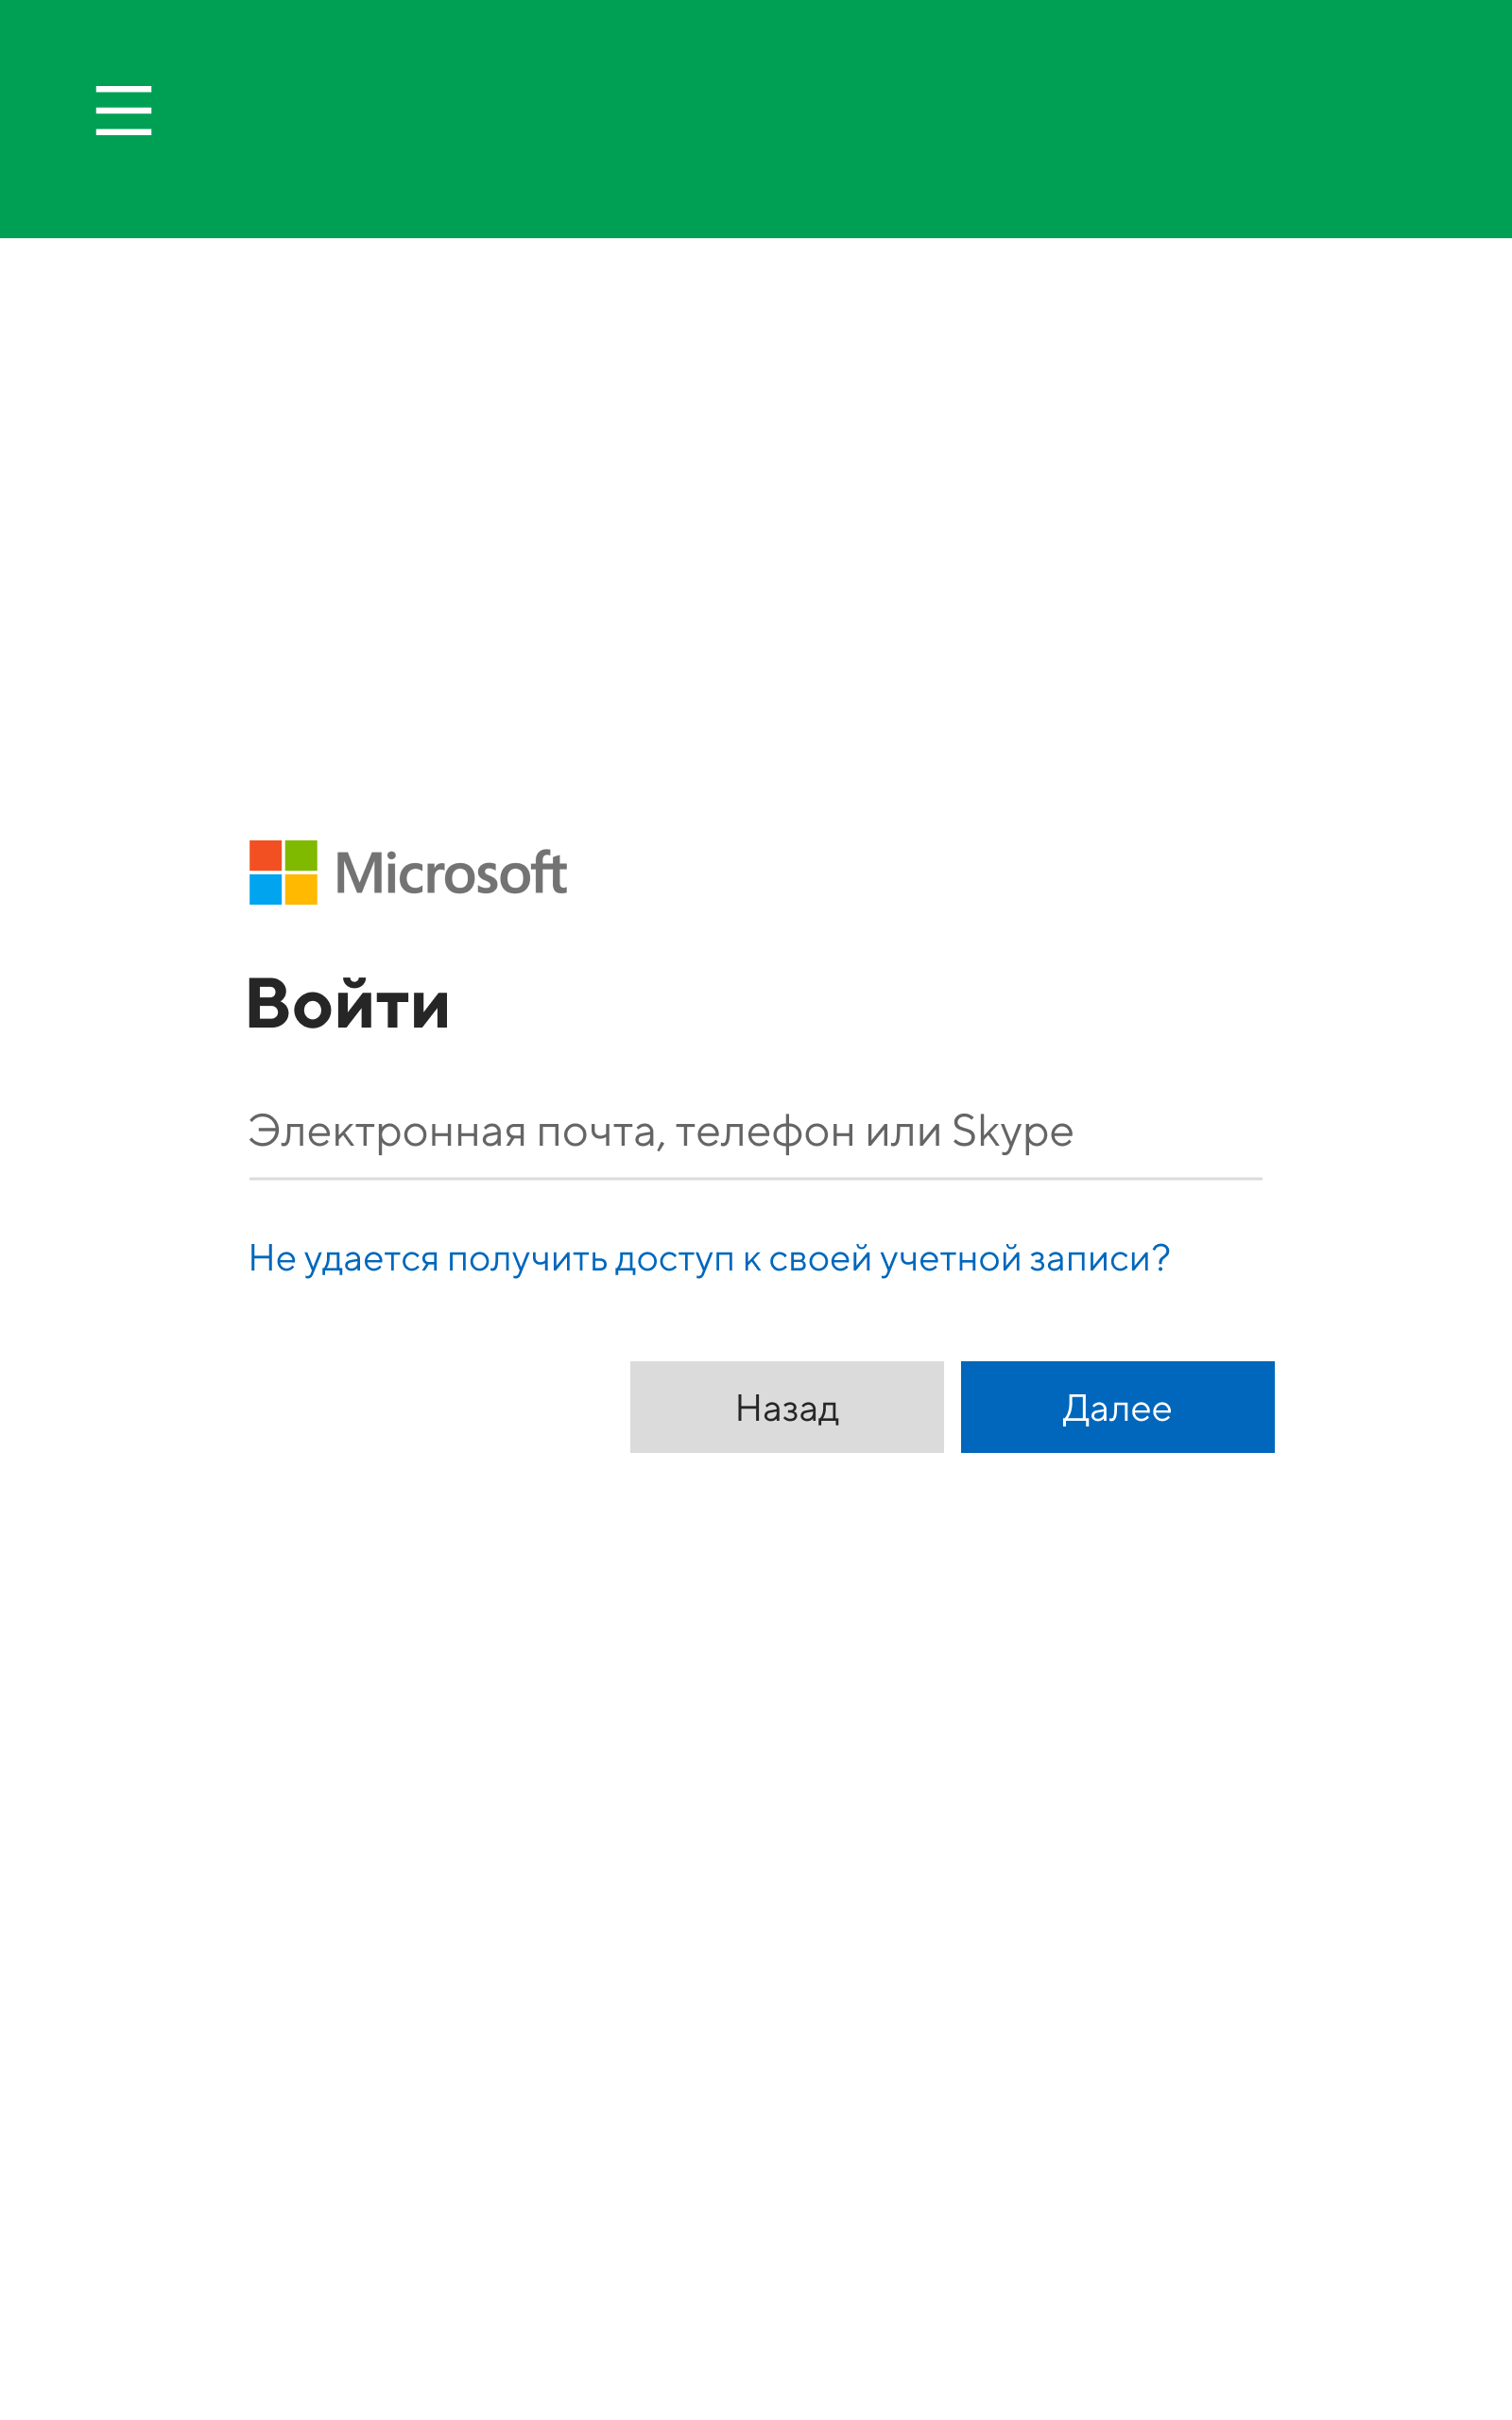 Microsoft
Войти
Электронная почта, телефон или Skype
Не удается получить доступ к своей учетной записи?
Назад
Далее